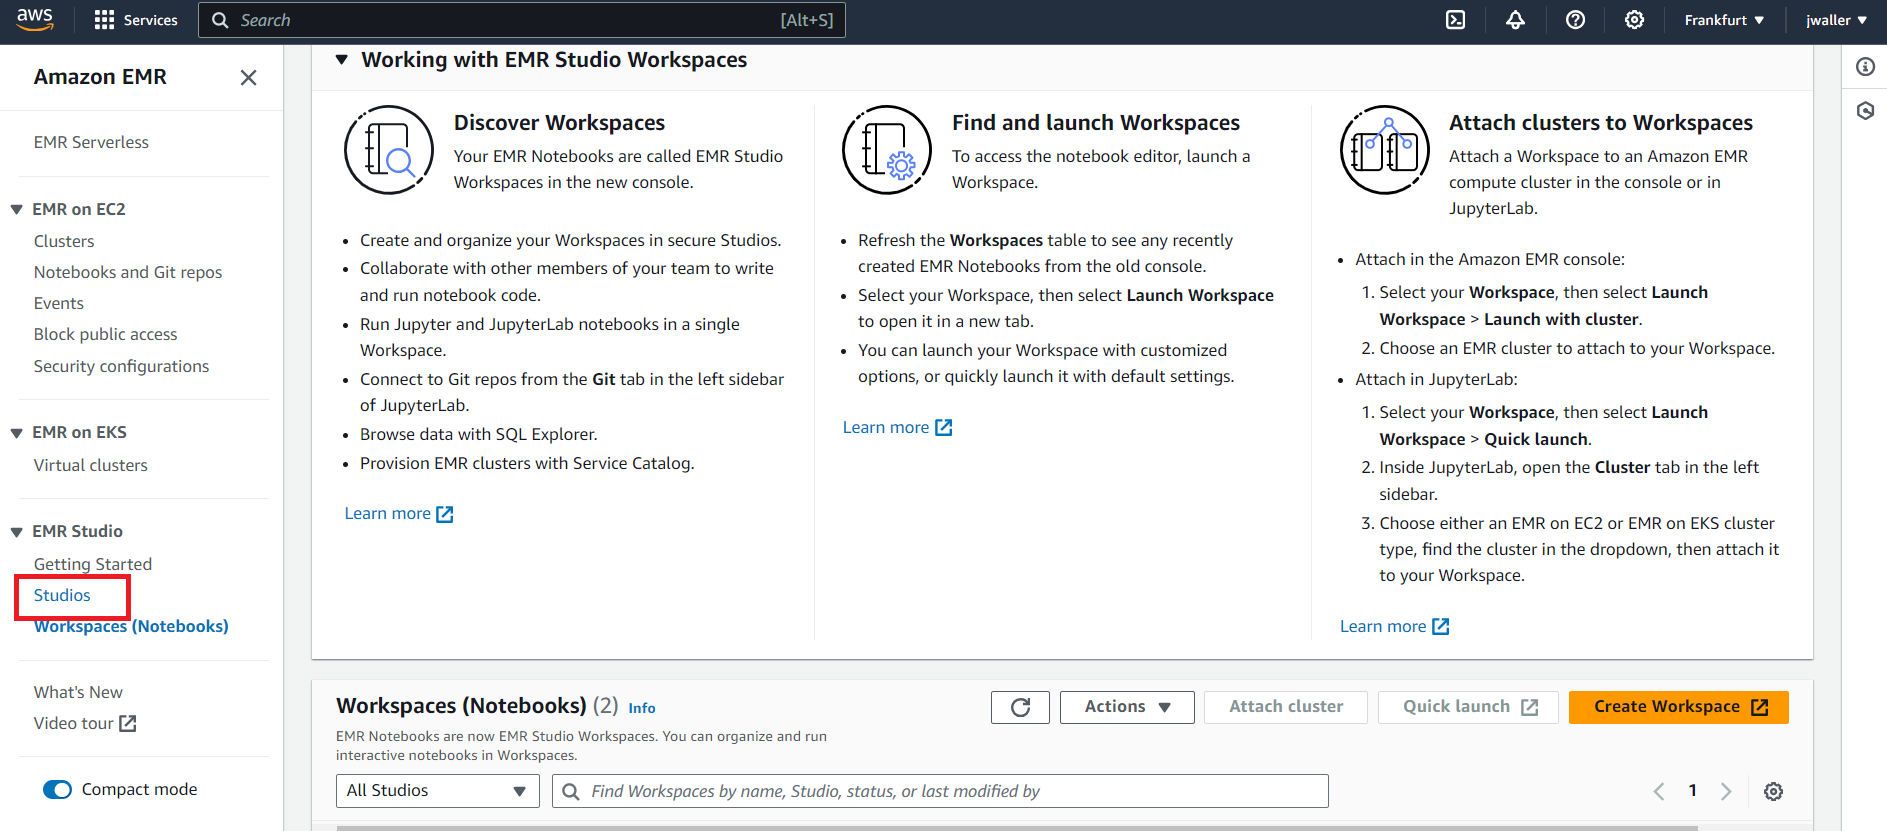 aws
Services
Search
[Alt+S]
Frankfurt
jwaller
Amazon EMR
EMR Serverless
EMR on EC2
Clusters
Notebooks and Git repos
Events
Block public access
Security configurations
EMR on EKS
Virtual clusters
EMR Studio
Getting Started
Studios
Workspaces (Notebooks)
What's New
Video tour
Compact mode
Working with EMR Studio Workspaces
Discover Workspaces
Your EMR Notebooks are called EMR Studio
Workspaces in the new console.
• Create and organize your Workspaces in secure Studios.
• Collaborate with other members of your team to write
and run notebook code.
• Run Jupyter and JupyterLab notebooks in a single
Workspace.
• Connect to Git repos from the Git tab in the left sidebar
of JupyterLab.
• Browse data with SQL Explorer.
• Provision EMR clusters with Service Catalog.
Learn more
Find and launch Workspaces
To access the notebook editor, launch a
Workspace.
• Refresh the Workspaces table to see any recently
created EMR Notebooks from the old console.
• Select your Workspace, then select Launch Workspace
to open it in a new tab.
• You can launch your Workspace with customized
options, or quickly launch it with default settings.
Learn more
Attach clusters to Workspaces
Attach a Workspace to an Amazon EMR
compute cluster in the console or in
JupyterLab.
• Attach in the Amazon EMR console:
1. Select your Workspace, then select Launch
Workspace > Launch with cluster.
2. Choose an EMR cluster to attach to your Workspace.
• Attach in JupyterLab:
1. Select your Workspace, then select Launch
Workspace > Quick launch.
2. Inside JupyterLab, open the Cluster tab in the left
sidebar.
3. Choose either an EMR on EC2 or EMR on EKS cluster
type, find the cluster in the dropdown, then attach it
to your Workspace.
Learn more
Workspaces (Notebooks) (2) Info
EMR Notebooks are now EMR Studio Workspaces. You can organize and run
interactive notebooks in Workspaces.
Actions
Attach cluster
Quick launch
Create Workspace
All Studios
Find Workspaces by name, Studio, status, or last modified by
1